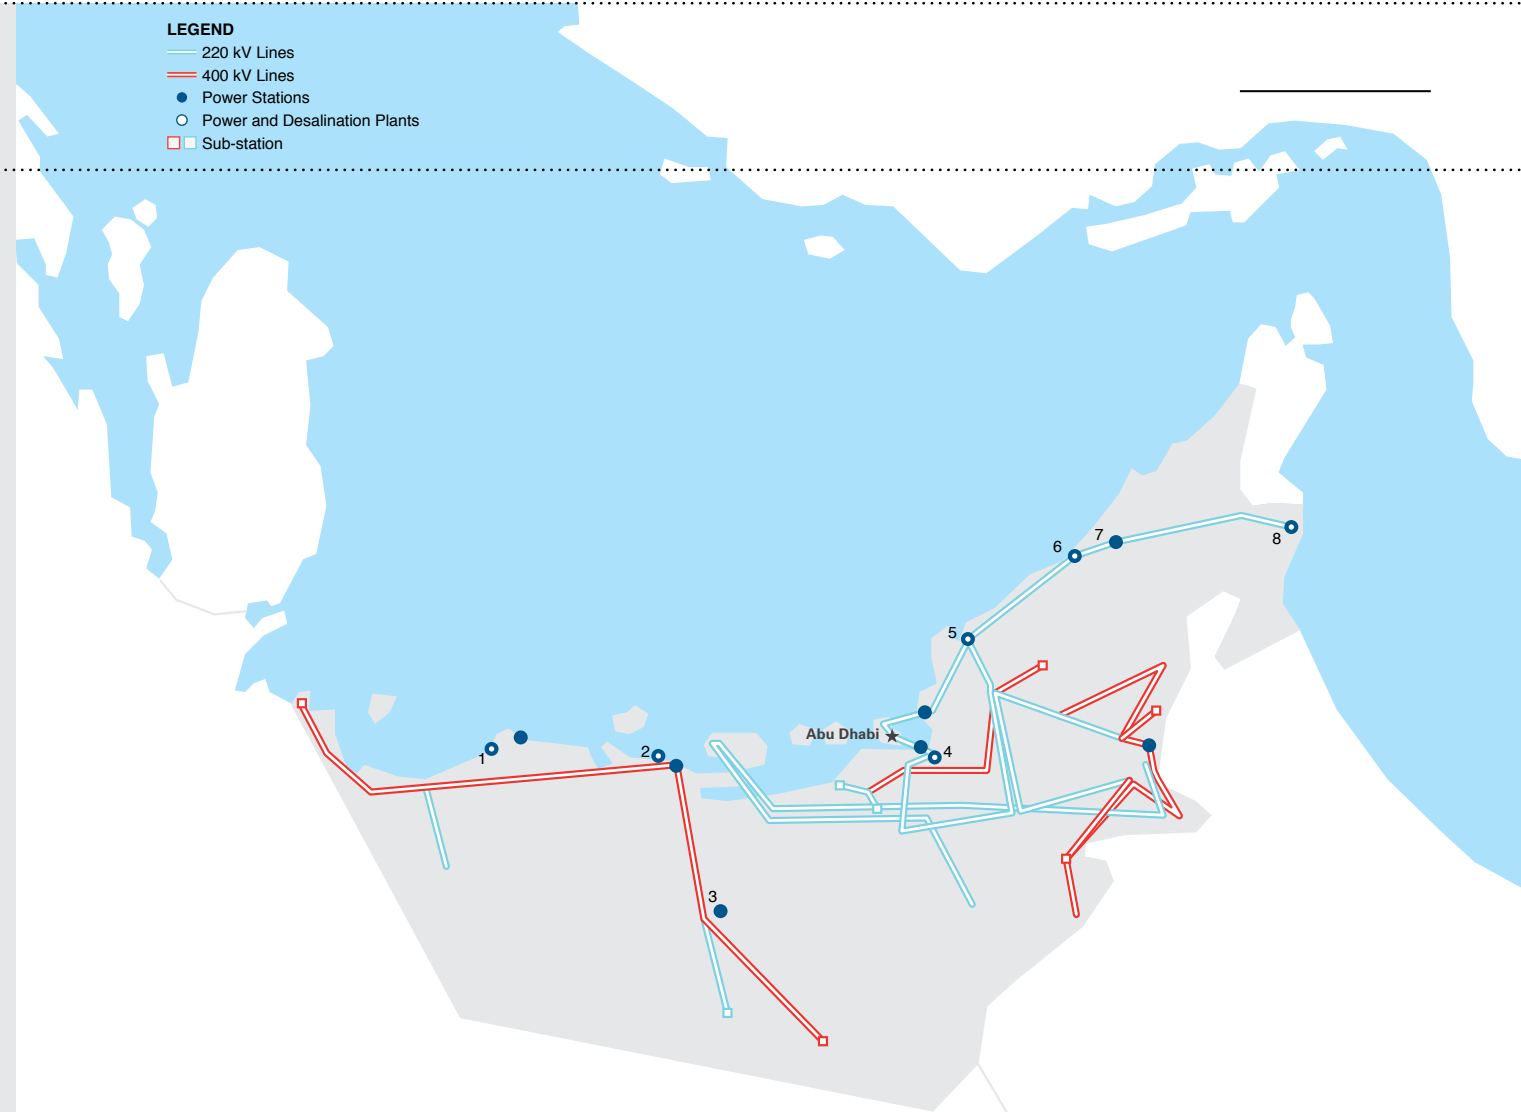 LEGEND
220 kV Lines
400 kV Lines
Power Stations
Power and Desalination Plants
Sub-station
8
7
6
5
Abu Dhabi
4
2
1
3